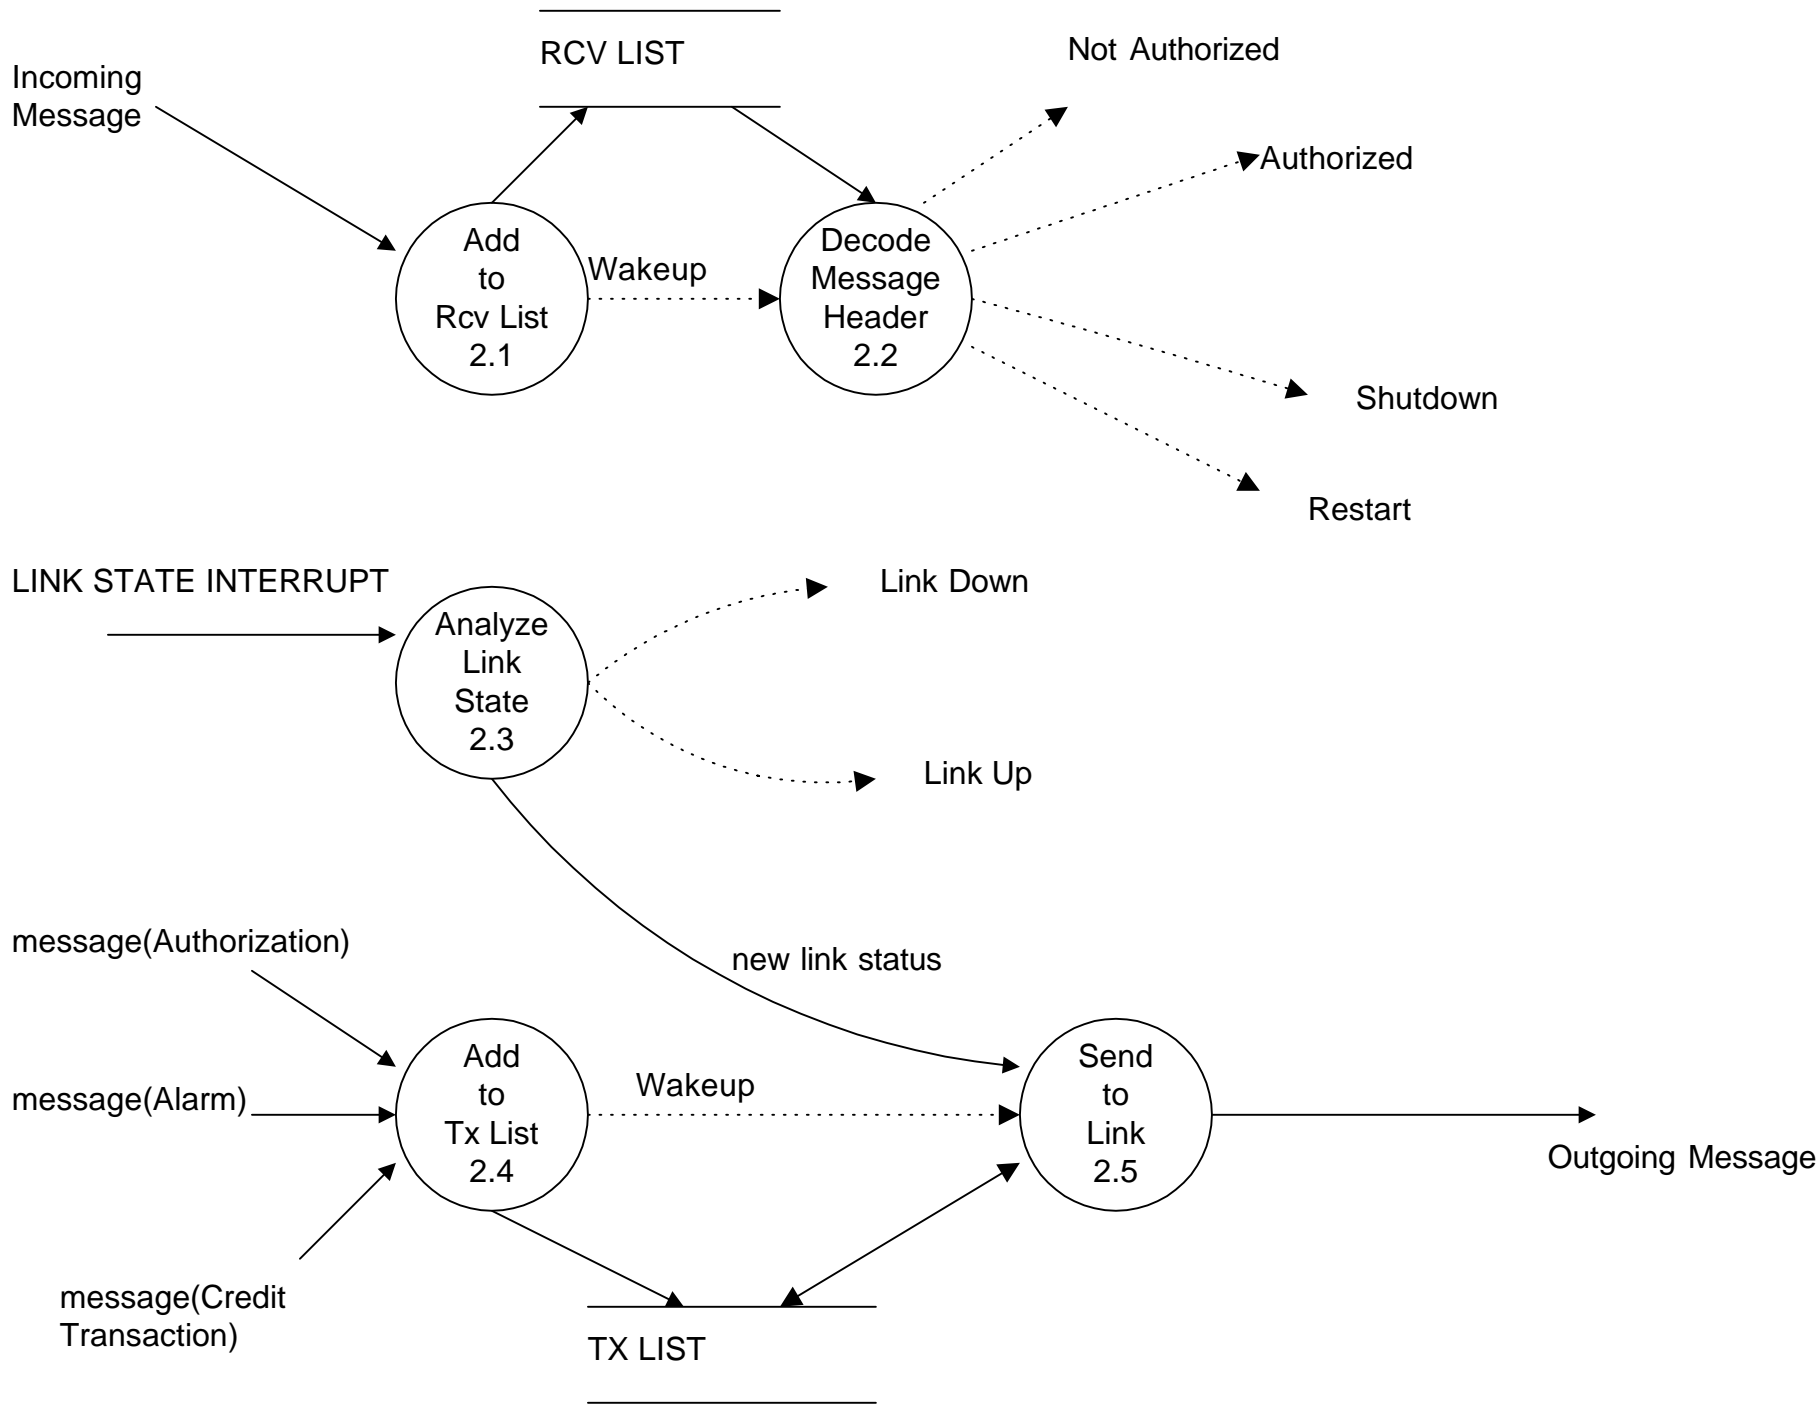 RCV LIST
Not Authorized
Incoming
Message
Authorized
Add
to
Rcv List
2.1
Wakeup
Decode
Message
Header
2.2
Shutdown
Restart
LINK STATE INTERRUPT
Analyze
Link
State
2.3
Link Down
Link Up
new link status
message(Authorization)
message(Alarm)
message(Credit
Transaction)
Add
to
Tx List
2.4
Wakeup
Send
to
Link
2.5
Outgoing Message
TX LIST